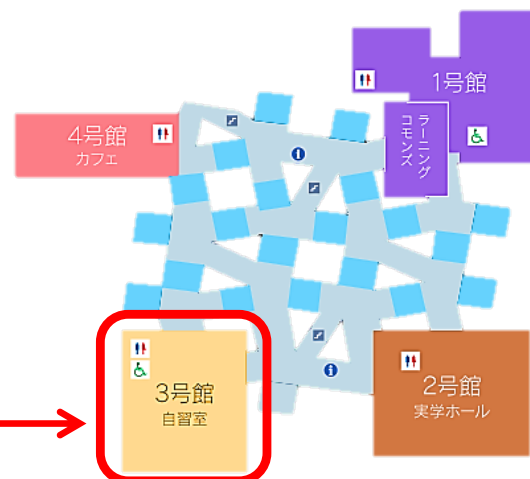 1号館
ラーニング
コモンズ
4号館
カフェ
3号館
自習室
2号館
実学ホール